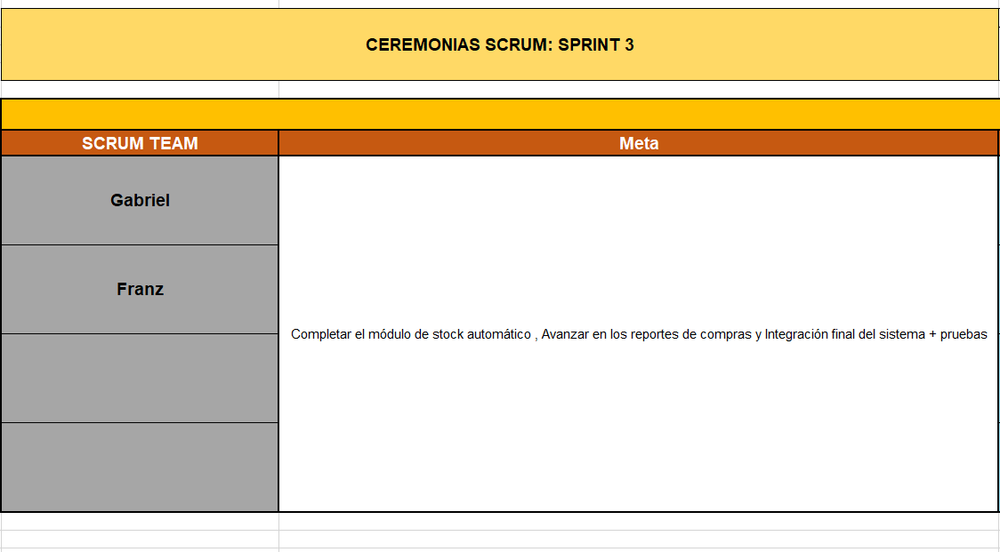 CEREMONIAS SCRUM: SPRINT 3
SCRUM TEAM
Meta
Gabriel
Franz
Completar el módulo de stock automático , Avanzar en los reportes de compras y Integración final del sistema + pruebas